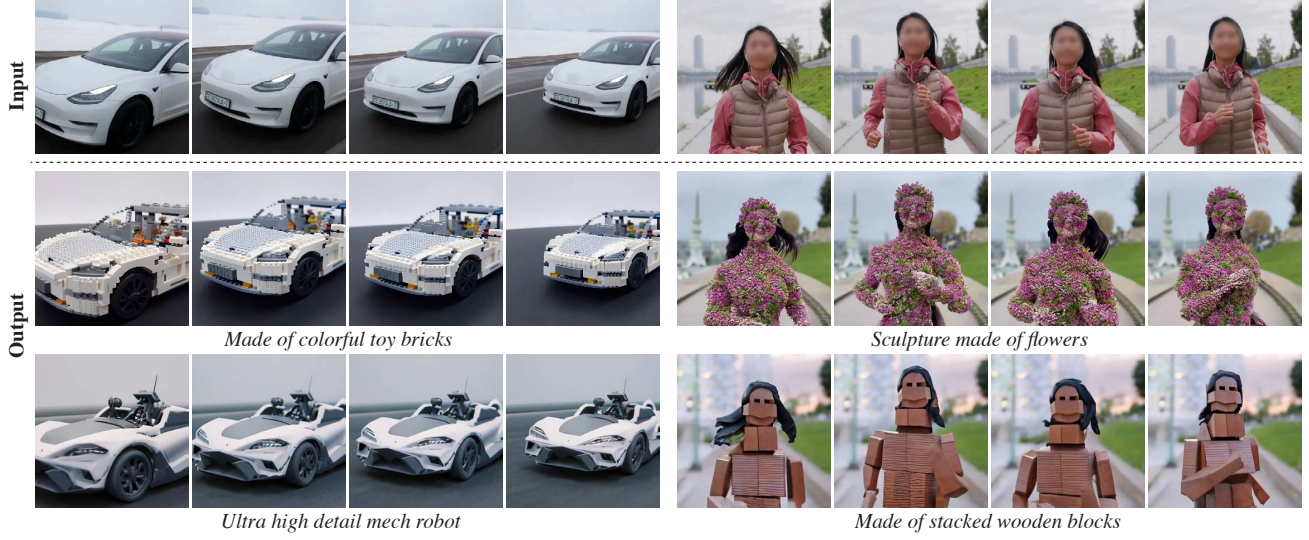 Input
Output
Made of colorful toy bricks
Sculpture made of flowers
Ultra high detail mech robot
Made of stacked wooden blocks